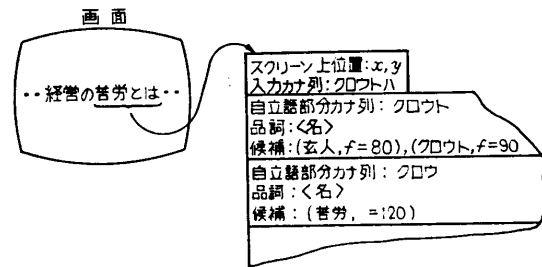 画面
‥経営の苦労とは‥
スクリーン上位置:x,y
入力カナ列:クロウトハ
自立語部分カナ列:クロウト
品詞:<名>
候補:(玄人,f=80),(クロウト,f=90
自立語部分カナ列:クロウ
品詞:<名>
候補:(苦労, =120)